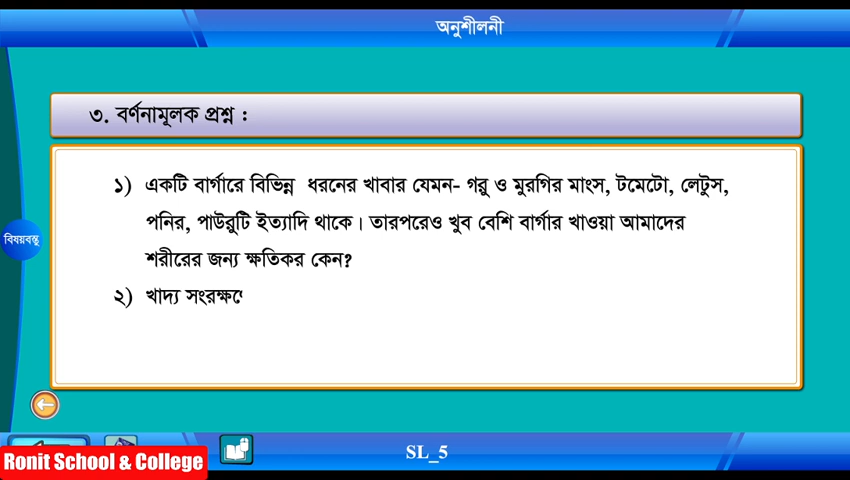 অনুশীলনী
৩. বর্ণনামূলক প্রশ্ন :
১) একটি বার্গারে বিভিন্ন ধরনের খাবার যেমন- গরু ও মুরগির মাংস, টমেটো, লেটুস,
পনির, পাউরুটি ইত্যাদি থাকে। তারপরেও খুব বেশি বার্গার খাওয়া আমাদের
শরীরের জন্য ক্ষতিকর কেন?
২) খাদ্য সংরক্ষণে
বিষয়বস্তু
SL_5
Ronit School & College